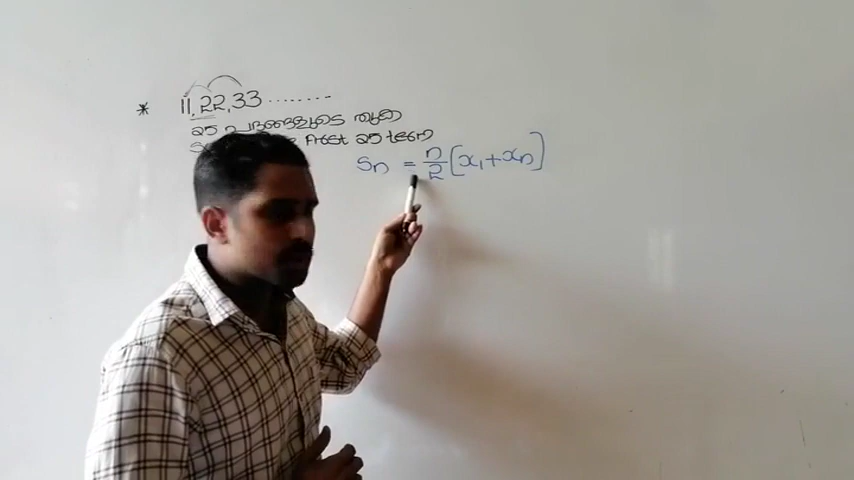 * 11, 22, 33 ........
25 പദങ്ങളുടെ തുക
First 25 term
Sn = n/2 [x₁ + xn]